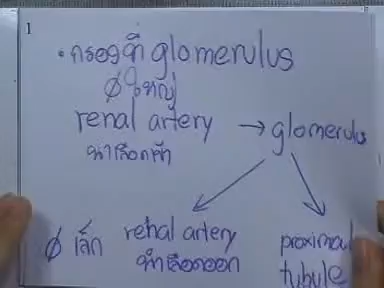 1
• กรองที่ glomerulus
Ø ใหญ่
renal artery → glomerulus
นำเลือดเข้า
Ø เล็ก renal artery proximal
นำเลือดออก tubule